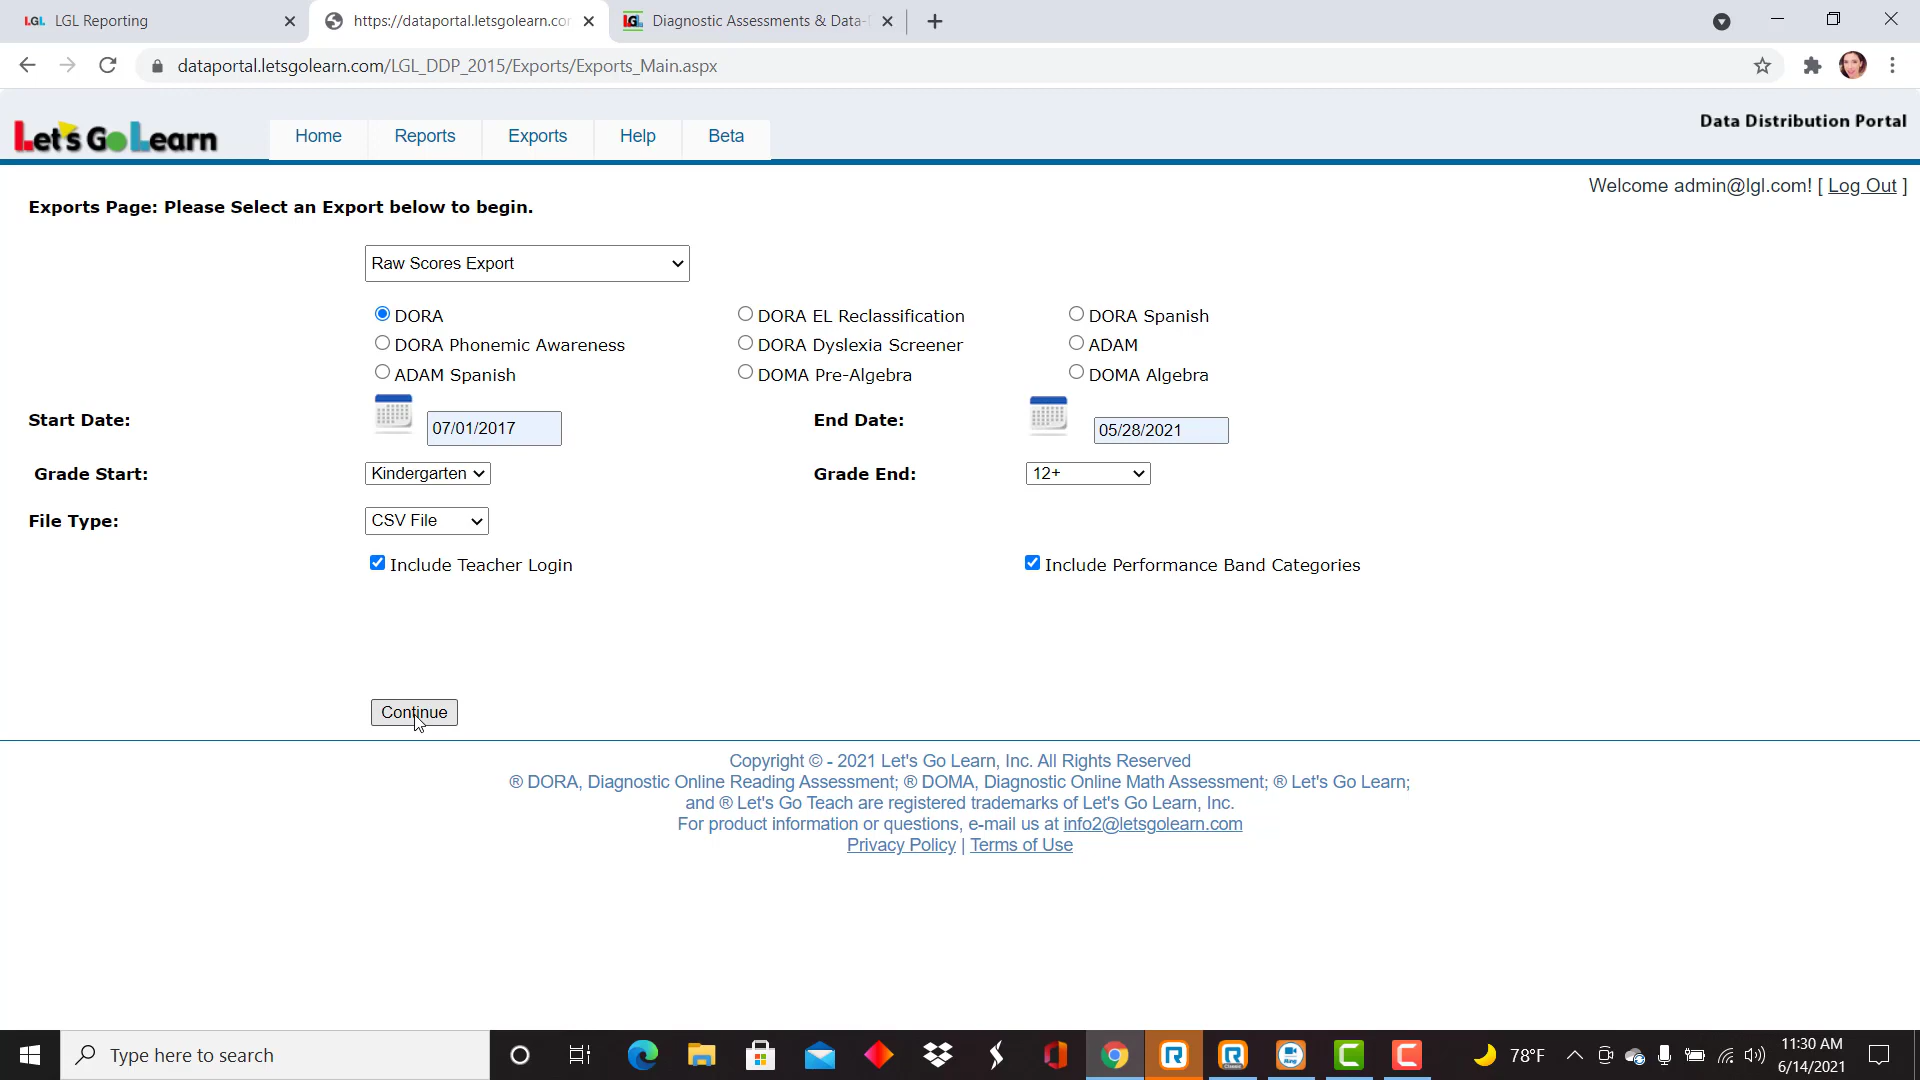 LGL LGL Reporting
https://dataportal.letsgolearn.com
LGL Diagnostic Assessments & Data-
dataportal.letsgolearn.com/LGL_DDP_2015/Exports/Exports_Main.aspx
Let's Go Learn
Home Reports Exports Help Beta
Data Distribution Portal
Welcome admin@lgl.com! [ Log Out ]
Exports Page: Please Select an Export below to begin.
Raw Scores Export
DORA DORA EL Reclassification DORA Spanish
DORA Phonemic Awareness DORA Dyslexia Screener ADAM
ADAM Spanish DOMA Pre-Algebra DOMA Algebra
Start Date: 07/01/2017 End Date: 05/28/2021
Grade Start: Kindergarten Grade End: 12+
File Type: CSV File
Include Teacher Login Include Performance Band Categories
Continue
Copyright © - 2021 Let's Go Learn, Inc. All Rights Reserved
® DORA, Diagnostic Online Reading Assessment; ® DOMA, Diagnostic Online Math Assessment; ® Let's Go Learn;
and ® Let's Go Teach are registered trademarks of Let's Go Learn, Inc.
For product information or questions, e-mail us at info2@letsgolearn.com
Privacy Policy | Terms of Use
Type here to search
78°F
11:30 AM
6/14/2021